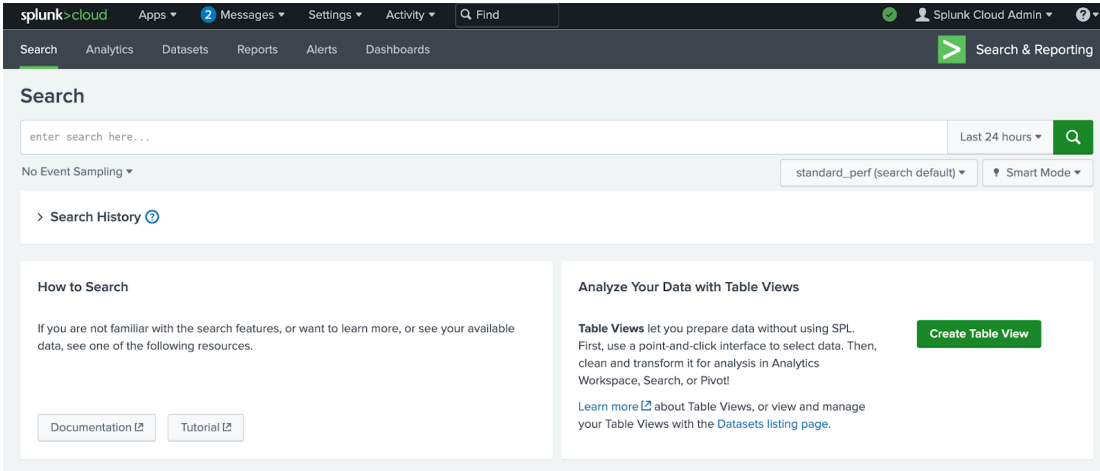 splunk>cloud Apps 2 Messages Settings Activity Find Splunk Cloud Admin ?
Search Analytics Datasets Reports Alerts Dashboards > Search & Reporting
Search
enter search here... Last 24 hours
No Event Sampling standard_perf (search default) Smart Mode
> Search History ?
How to Search
If you are not familiar with the search features, or want to learn more, or see your available
data, see one of the following resources.
Documentation Tutorial
Analyze Your Data with Table Views
Table Views let you prepare data without using SPL.
First, use a point-and-click interface to select data. Then,
clean and transform it for analysis in Analytics
Workspace, Search, or Pivot!
Create Table View
Learn more about Table Views, or view and manage
your Table Views with the Datasets listing page.